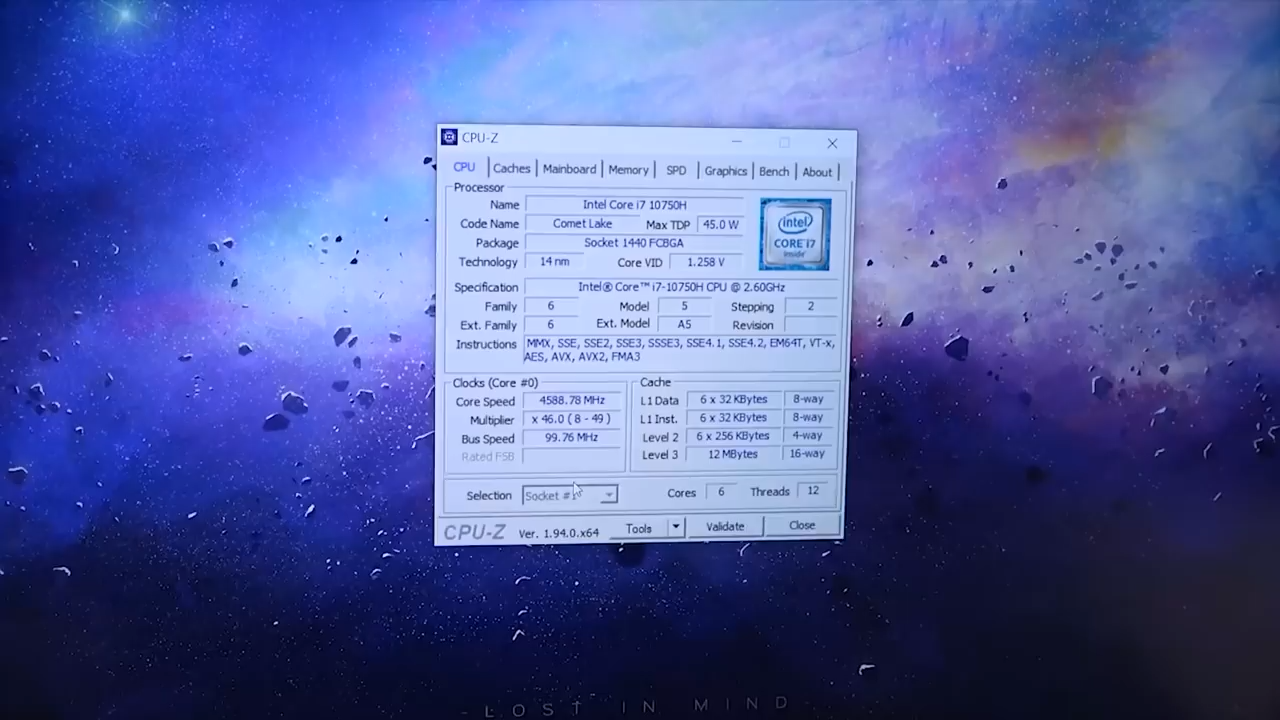 CPU-Z
CPU Caches Mainboard Memory SPD Graphics Bench About
Processor
Name Intel Core i7 10750H
Code Name Comet Lake Max TDP 45.0 W
Package Socket 1440 FCBGA
Technology 14 nm Core VID 1.258 V
intel
CORE i7
inside
Specification Intel® Core™ i7-10750H CPU @ 2.60GHz
Family 6 Model 5 Stepping 2
Ext. Family 6 Ext. Model A5 Revision
Instructions MMX, SSE, SSE2, SSE3, SSSE3, SSE4.1, SSE4.2, EM64T, VT-x,
AES, AVX, AVX2, FMA3
Clocks (Core #0)
Core Speed 4588.78 MHz
Multiplier x 46.0 ( 8 - 49 )
Bus Speed 99.76 MHz
Rated FSB
Cache
L1 Data 6 x 32 KBytes 8-way
L1 Inst. 6 x 32 KBytes 8-way
Level 2 6 x 256 KBytes 4-way
Level 3 12 MBytes 16-way
Selection Socket #1 Cores 6 Threads 12
CPU-Z Ver. 1.94.0.x64 Tools Validate Close
- LOST IN MIND -